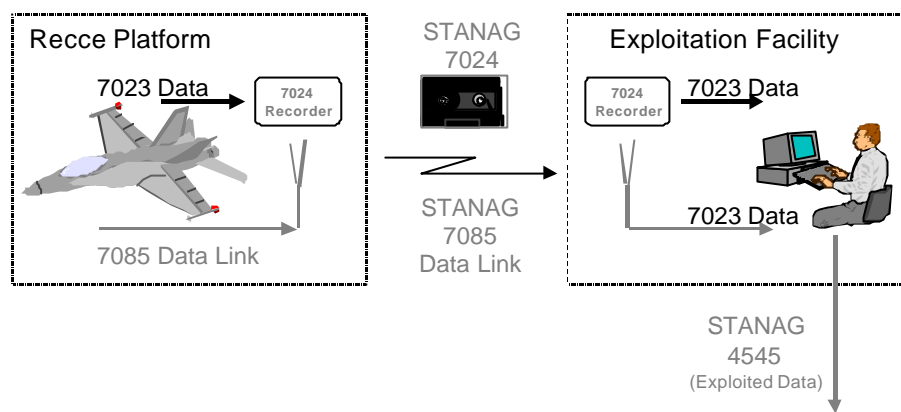 Recce Platform
7023 Data
7024
Recorder
7085 Data Link
STANAG
7024
STANAG
7085
Data Link
Exploitation Facility
7024
Recorder
7023 Data
7023 Data
STANAG
4545
(Exploited Data)